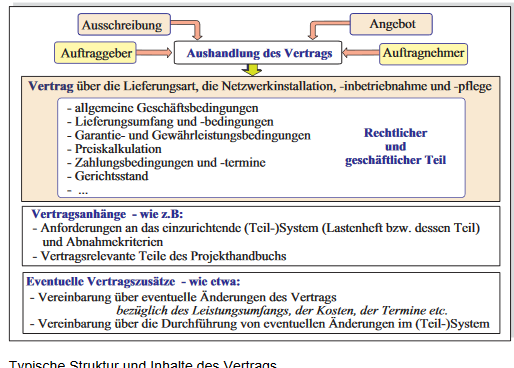 Ausschreibung
Angebot
Auftraggeber
Aushandlung des Vertrags
Auftragnehmer
Vertrag über die Lieferungsart, die Netzwerkinstallation, -inbetriebnahme und -pflege
- allgemeine Geschäftsbedingungen
- Lieferungsumfang und -bedingungen
- Garantie- und Gewährleistungsbedingungen
- Preiskalkulation
- Zahlungsbedingungen und -termine
- Gerichtsstand
- ...
Rechtlicher
und
geschäftlicher Teil
Vertragsanhänge - wie z.B:
- Anforderungen an das einzurichtende (Teil-)System (Lastenheft bzw. dessen Teil)
und Abnahmekriterien
- Vertragsrelevante Teile des Projekthandbuchs
Eventuelle Vertragszusätze - wie etwa:
- Vereinbarung über eventuelle Änderungen des Vertrags
bezüglich des Leistungsumfangs, der Kosten, der Termine etc.
- Vereinbarung über die Durchführung von eventuellen Änderungen im (Teil-)System
Typische Struktur und Inhalte des Vertrags